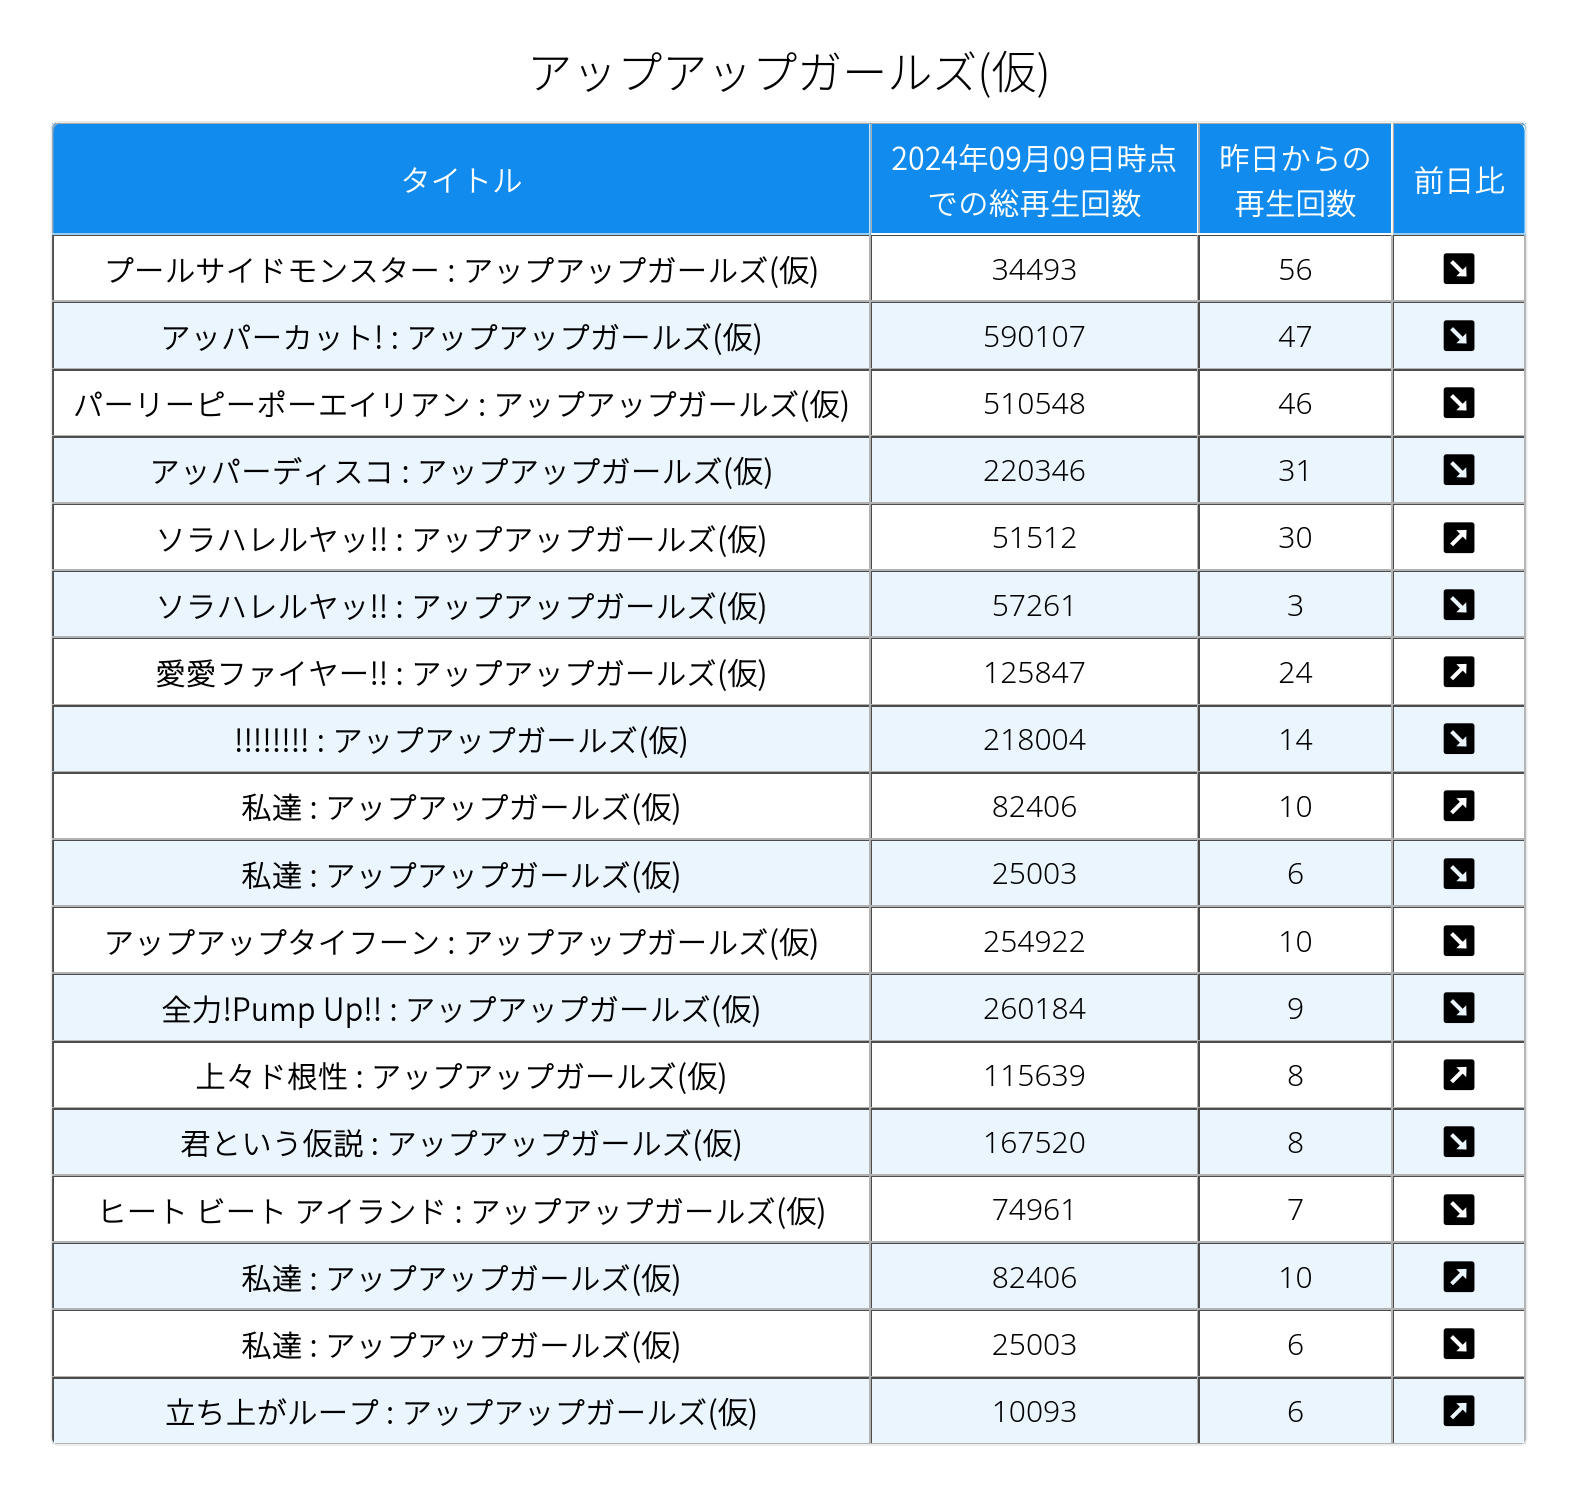 アップアップガールズ(仮)
タイトル 2024年09月09日時点での総再生回数 昨日からの再生回数 前日比
プールサイドモンスター : アップアップガールズ(仮) 34493 56 ↘
アッパーカット! : アップアップガールズ(仮) 590107 47 ↘
パーリーピーポーエイリアン : アップアップガールズ(仮) 510548 46 ↘
アッパーディスコ : アップアップガールズ(仮) 220346 31 ↘
ソラハレルヤッ!! : アップアップガールズ(仮) 51512 30 ↗
ソラハレルヤッ!! : アップアップガールズ(仮) 57261 3 ↘
愛愛ファイヤー!! : アップアップガールズ(仮) 125847 24 ↗
!!!!!!!! : アップアップガールズ(仮) 218004 14 ↘
私達 : アップアップガールズ(仮) 82406 10 ↗
私達 : アップアップガールズ(仮) 25003 6 ↘
アップアップタイフーン : アップアップガールズ(仮) 254922 10 ↘
全力!Pump Up!! : アップアップガールズ(仮) 260184 9 ↘
上々ド根性 : アップアップガールズ(仮) 115639 8 ↗
君という仮説 : アップアップガールズ(仮) 167520 8 ↘
ヒート ビート アイランド : アップアップガールズ(仮) 74961 7 ↘
私達 : アップアップガールズ(仮) 82406 10 ↗
私達 : アップアップガールズ(仮) 25003 6 ↘
立ち上がループ : アップアップガールズ(仮) 10093 6 ↗